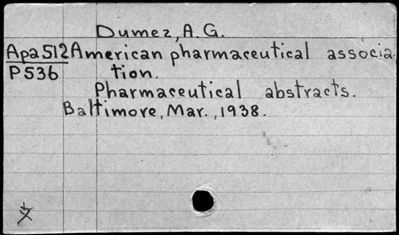 Dumez, A.G.
Apa512 American pharmaceutical associa
P536 tion.
Pharmaceutical abstracts.
Baltimore, Mar., 1938.